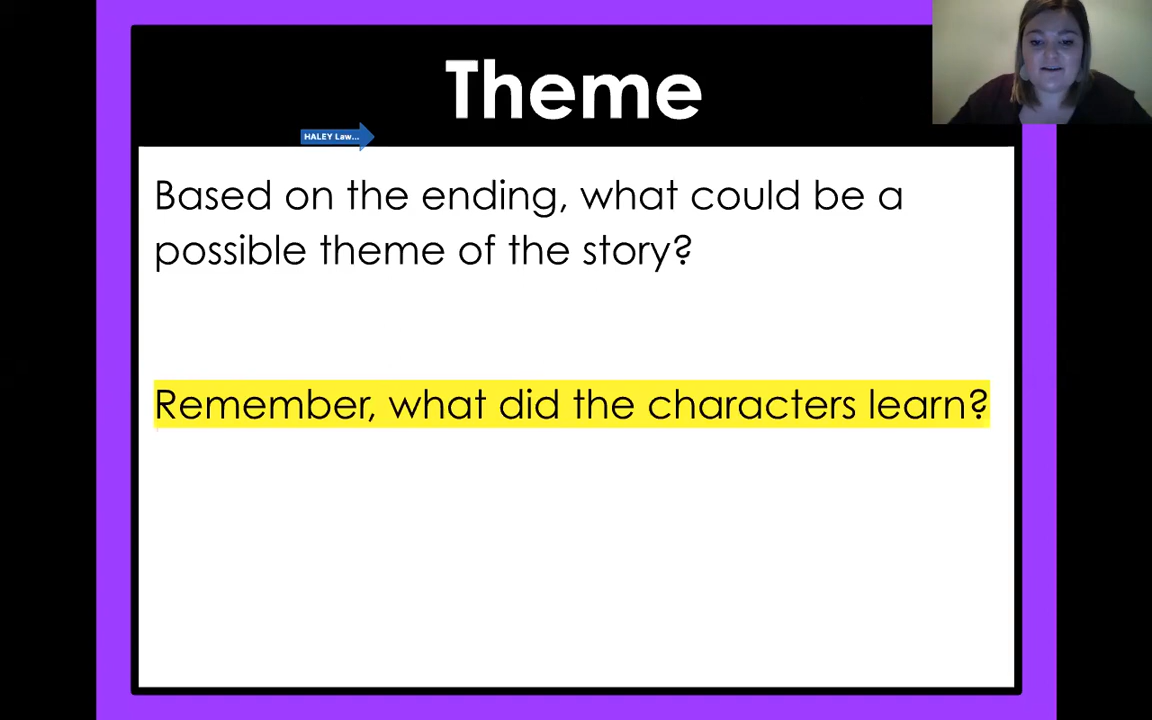 Theme
HALEY Law...
Based on the ending, what could be a
possible theme of the story?
Remember, what did the characters learn?